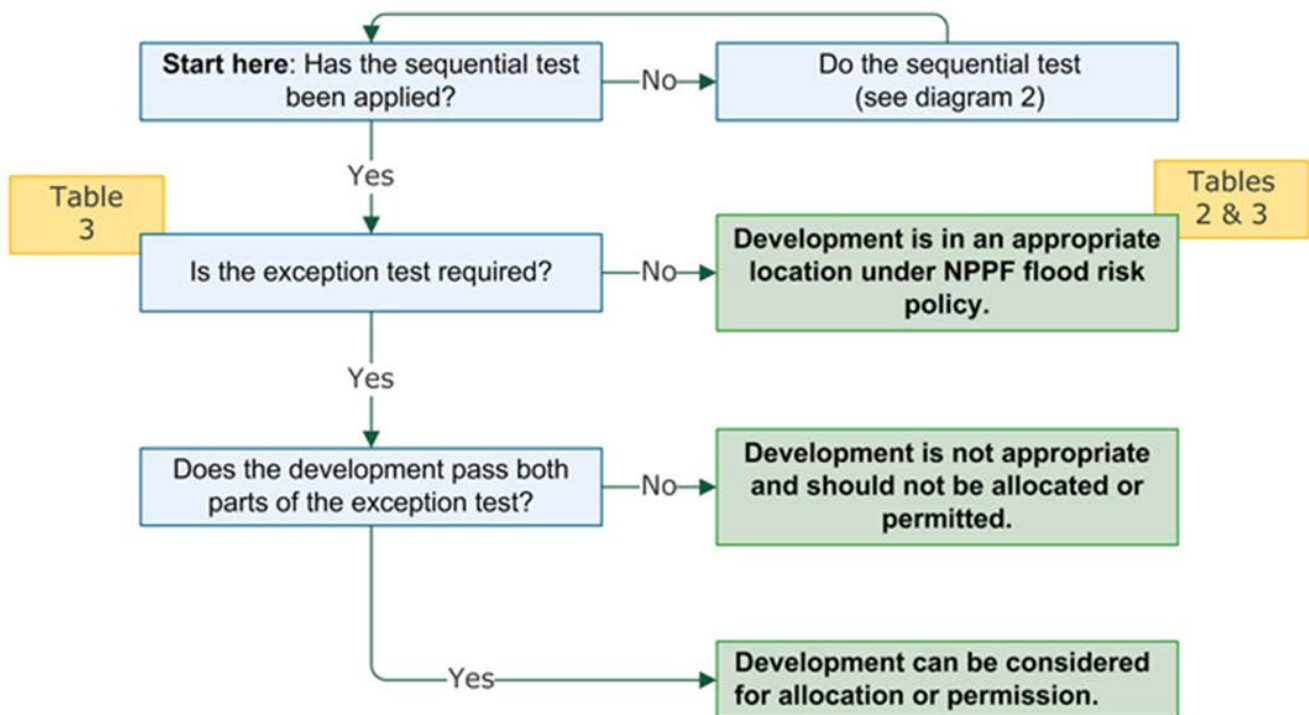 Start here: Has the sequential test
been applied?
No
Do the sequential test
(see diagram 2)
Yes
Table
3
Tables
2 & 3
Is the exception test required?
No
Development is in an appropriate
location under NPPF flood risk
policy.
Yes
Does the development pass both
parts of the exception test?
No
Development is not appropriate
and should not be allocated or
permitted.
Yes
Development can be considered
for allocation or permission.